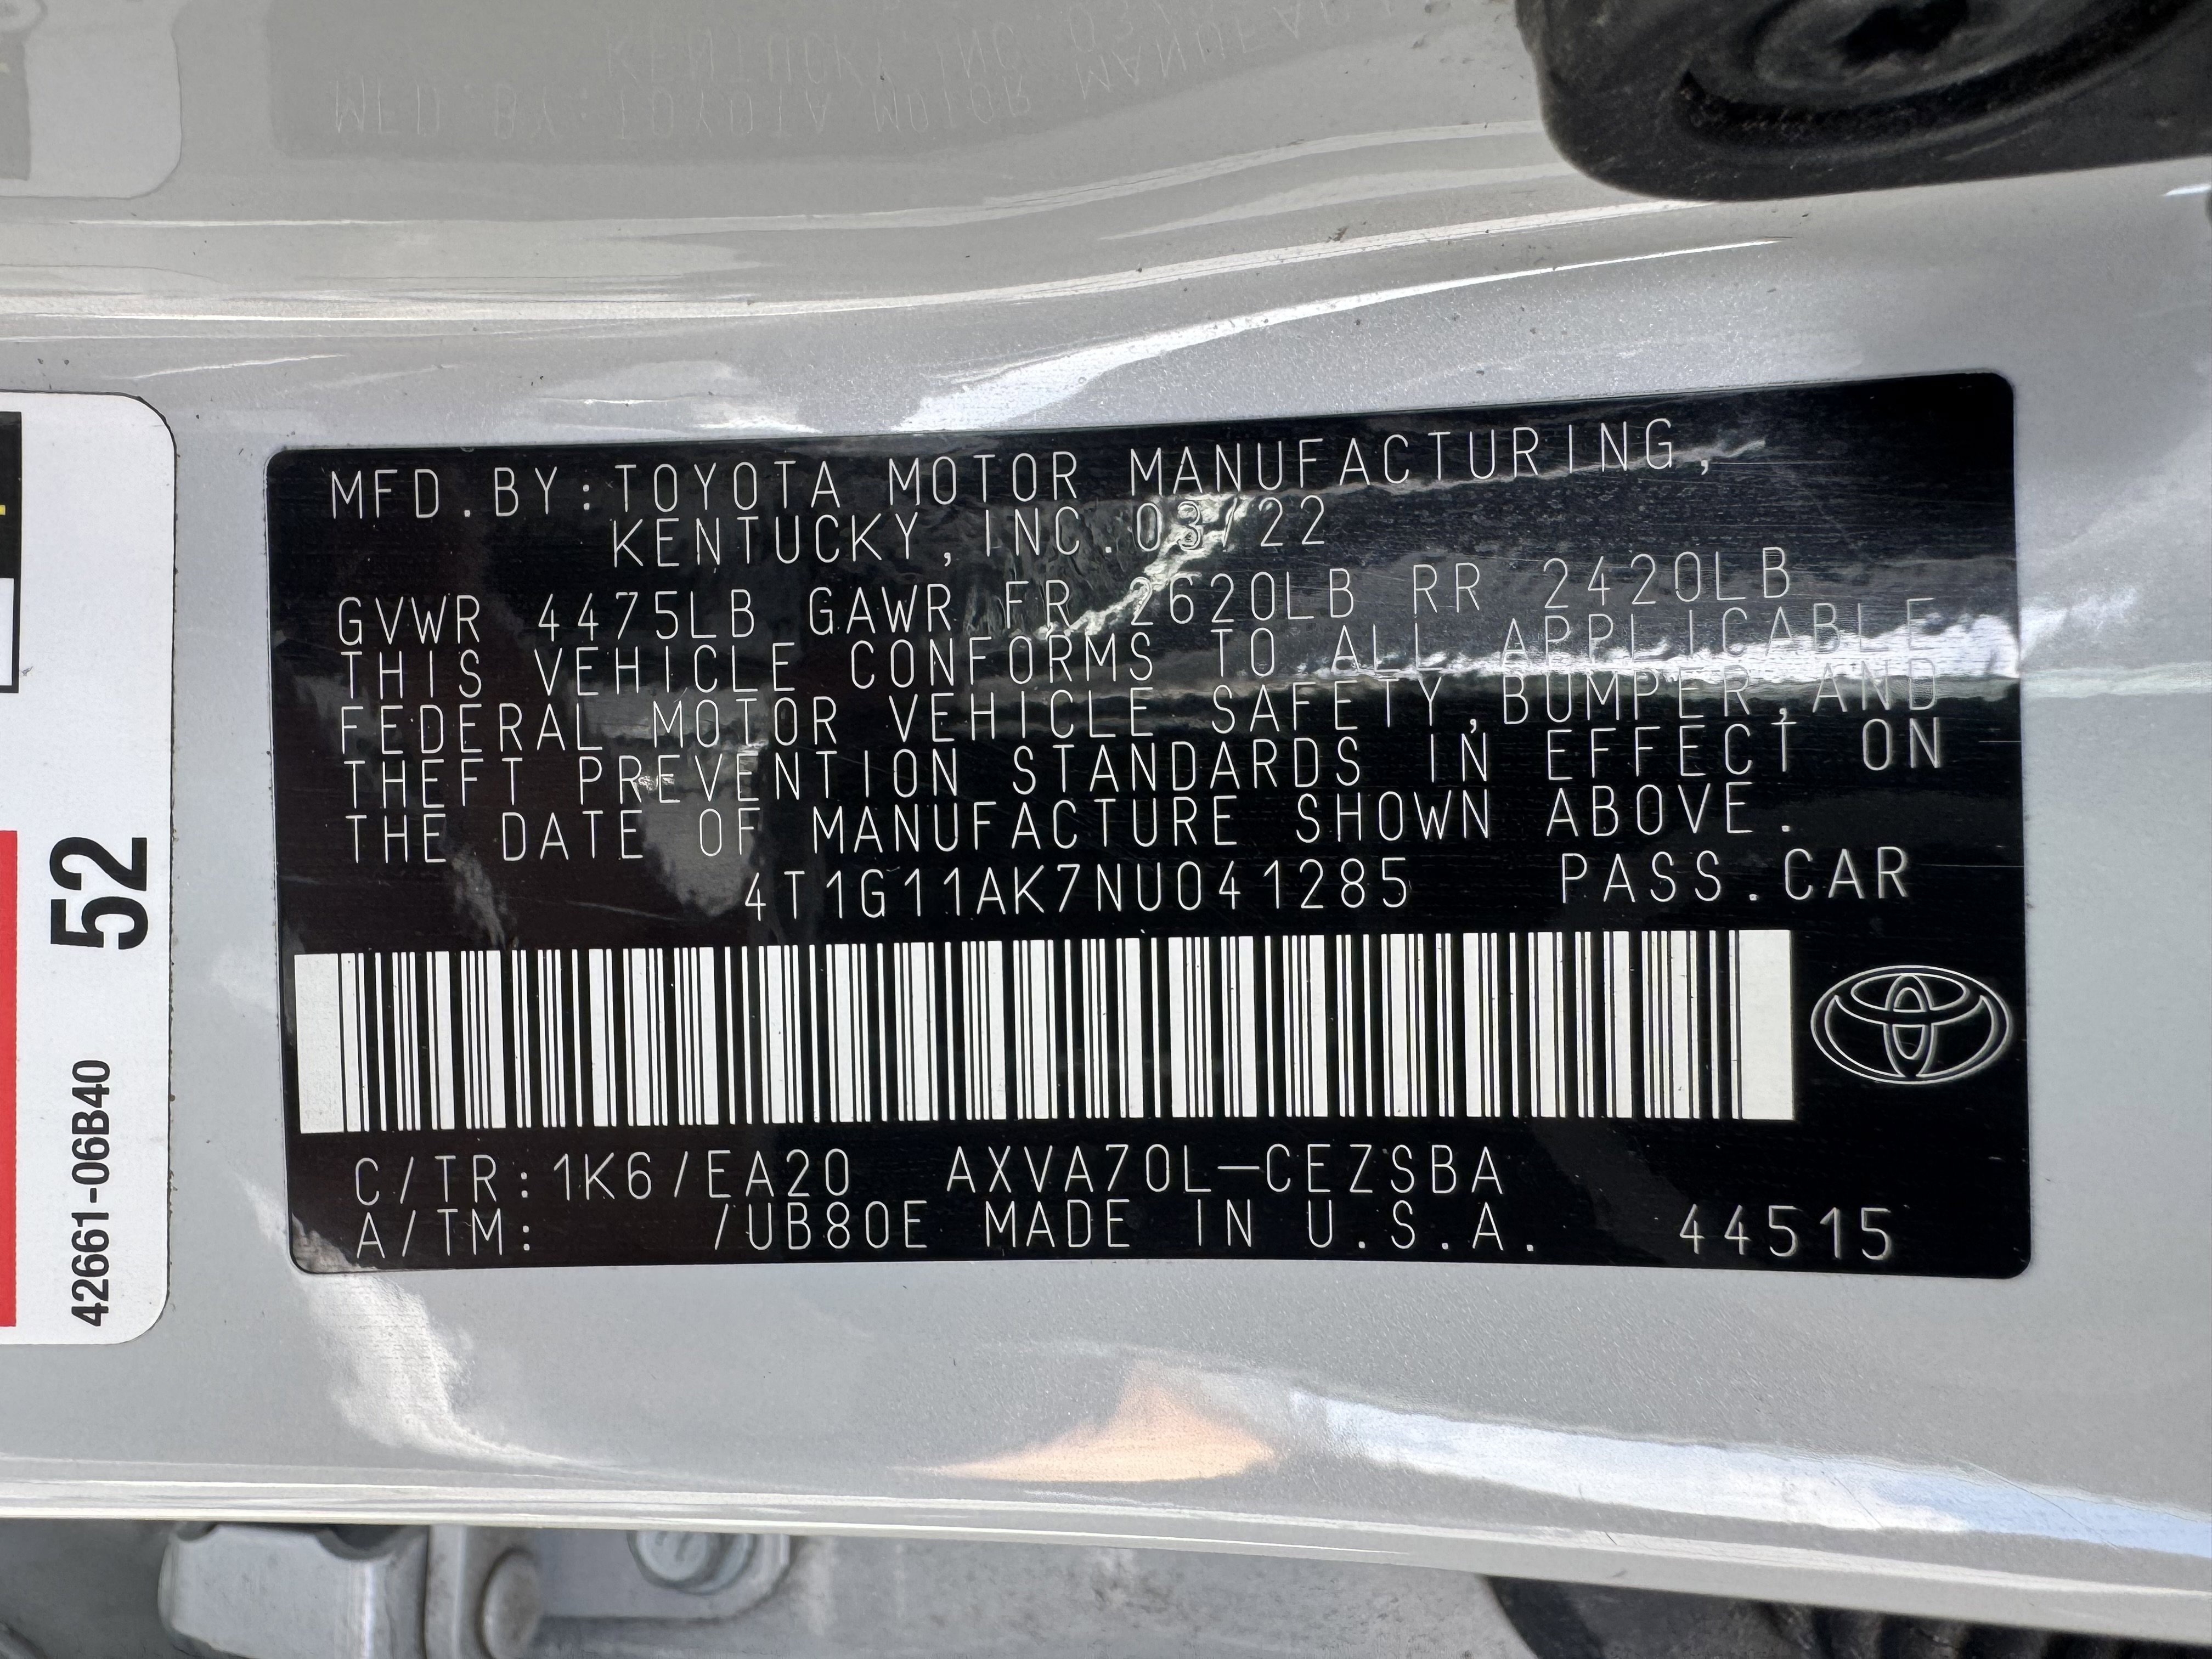 MFD.BY:TOYOTA MOTOR MANUFACTURING,
KENTUCKY,INC.03/22
GVWR 4475LB GAWR FR 2620LB RR 2420LB
THIS VEHICLE CONFORMS TO ALL APPLICABLE
FEDERAL MOTOR VEHICLE SAFETY,BUMPER,AND
THEFT PREVENTION STANDARDS IN EFFECT ON
THE DATE OF MANUFACTURE SHOWN ABOVE.
4T1G11AK7NU041285 PASS.CAR
C/TR:1K6/EA20 AXVA70L-CEZSBA
A/TM: /UB80E MADE IN U.S.A. 44515
52
42661-06B40